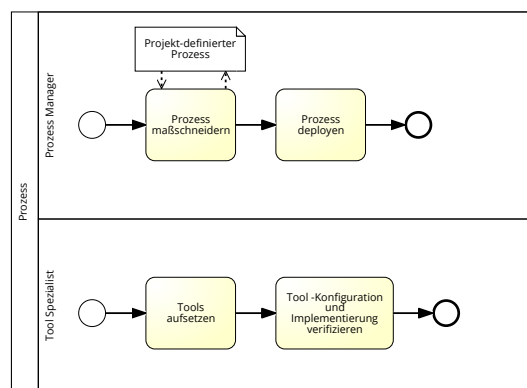 Prozess
Prozess Manager
Projekt-definierter
Prozess
Prozess
maßschneidern
Prozess
deployen
Tool Spezialist
Tools
aufsetzen
Tool -Konfiguration
und
Implementierung
verifizieren